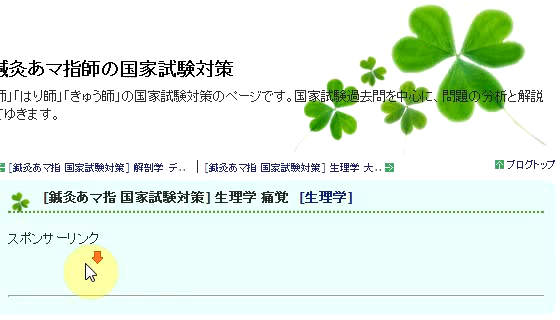 鍼灸あマ指師の国家試験対策
師」「はり師」「きゅう師」の国家試験対策のページです。国家試験過去問を中心に、問題の分析と解説
てゆきます。
[鍼灸あマ指 国家試験対策] 解剖学 デ.. | [鍼灸あマ指 国家試験対策] 生理学 大.. ブログトップ
[鍼灸あマ指 国家試験対策] 生理学 痛覚 [生理学]
スポンサーリンク